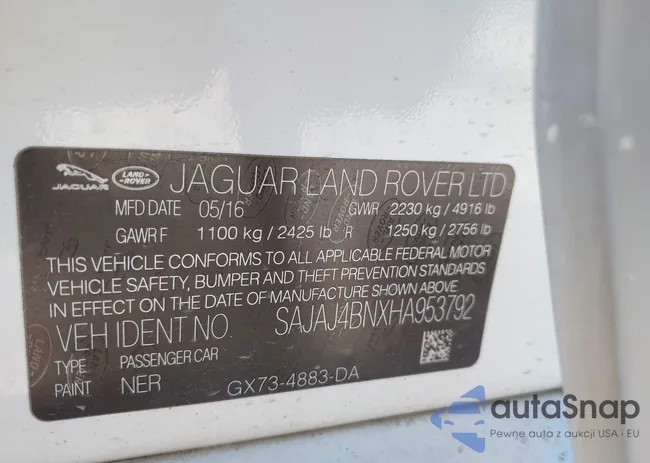 JAGUAR LAND ROVER JAGUAR LAND ROVER LTD
MFD DATE 05/16 GVWR 2230 kg / 4916 lb
GAWR F 1100 kg / 2425 lb R 1250 kg / 2756 lb
THIS VEHICLE CONFORMS TO ALL APPLICABLE FEDERAL MOTOR
VEHICLE SAFETY, BUMPER AND THEFT PREVENTION STANDARDS
IN EFFECT ON THE DATE OF MANUFACTURE SHOWN ABOVE
VEH IDENT NO. SAJAJ4BNXHA953792
TYPE PASSENGER CAR
PAINT NER GX73-4883-DA
autaSnap
Pewne auta z aukcji USA i EU